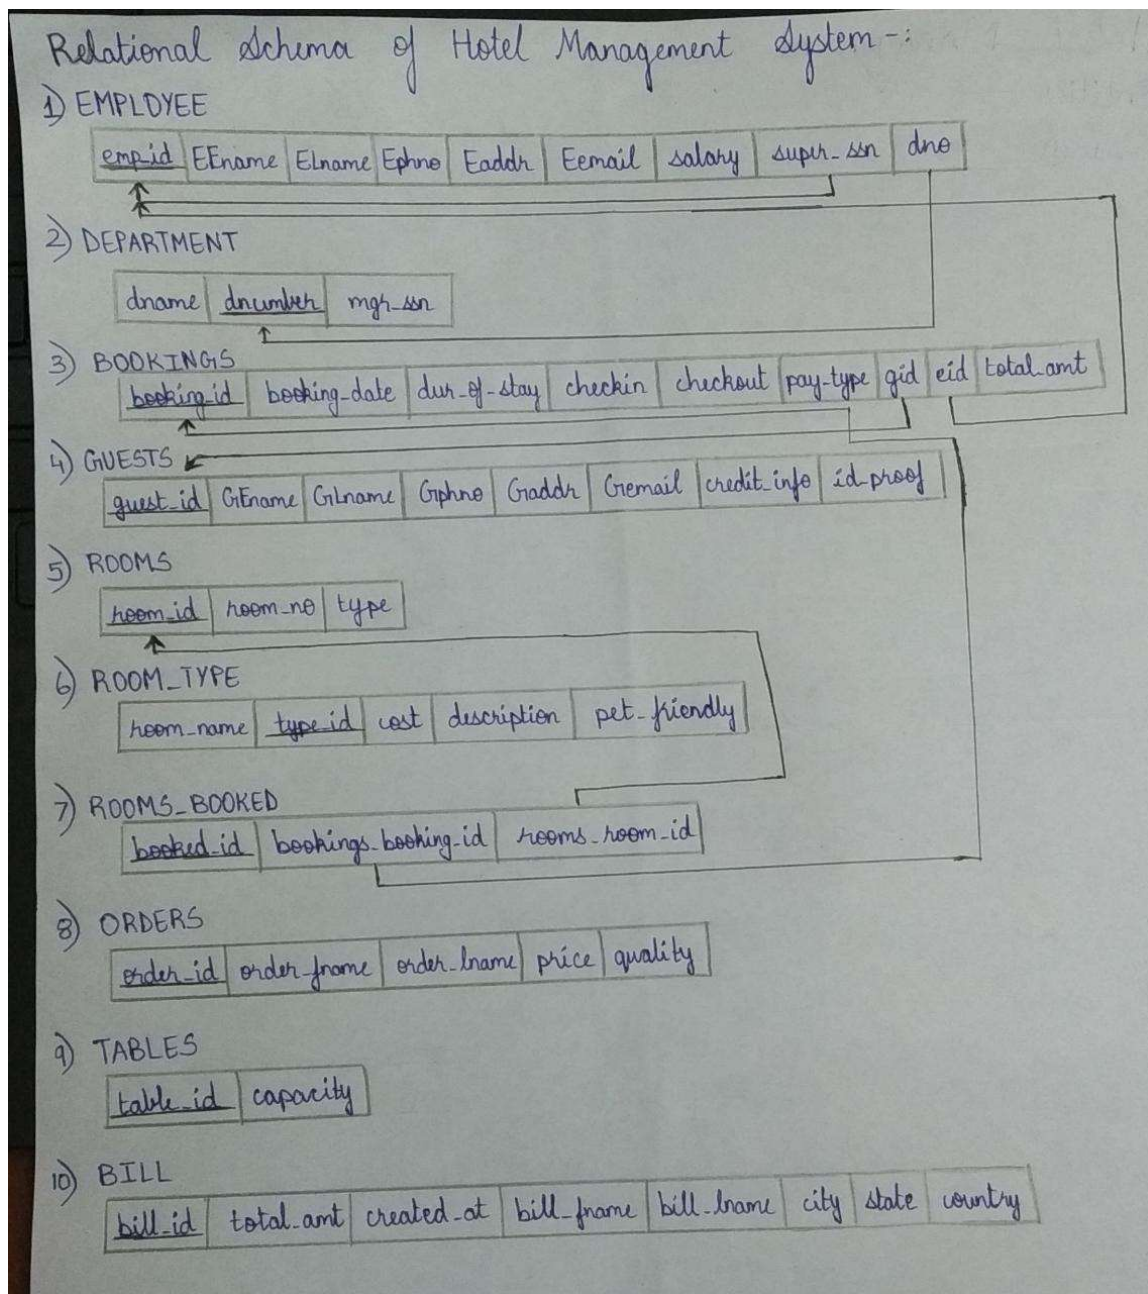 Relational Schema of Hotel Management System-:
1) EMPLOYEE
emp_id EEname Elname Ephno Eaddr Eemail salary super_ssn dno
2) DEPARTMENT
dname dnumber mgr_ssn
3) BOOKINGS
booking_id booking_date dur_of_stay checkin checkout pay_type gid eid total_amt
4) GUESTS
guest_id GEname GLname Gphno Gaddr Gemail credit_info id_proof
5) ROOMS
room_id room_no type
6) ROOM_TYPE
room_name type_id cost description pet_friendly
7) ROOMS_BOOKED
booked_id bookings_booking_id rooms_room_id
8) ORDERS
order_id order_fname order_lname price quality
9) TABLES
table_id capacity
10) BILL
bill_id total_amt created_at bill_fname bill_lname city state country